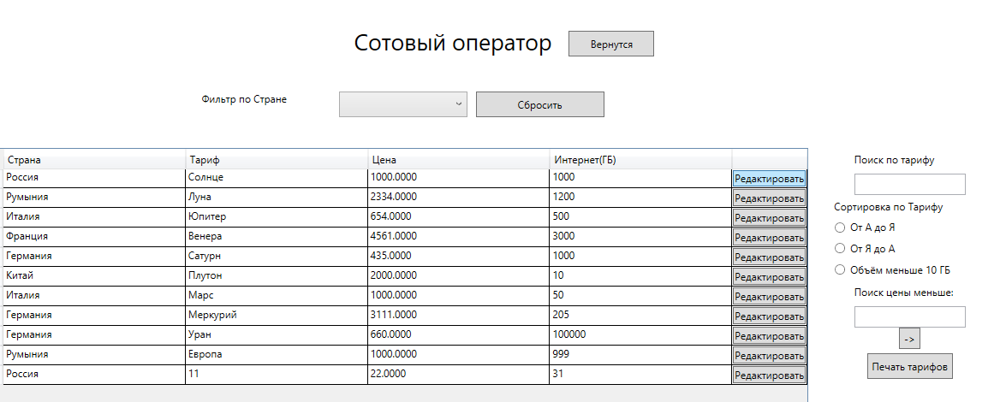 Сотовый оператор Вернутся
Фильтр по Стране Сбросить
Страна Тариф Цена Интернет(ГБ)
Россия Солнце 1000.0000 1000 Редактировать
Румыния Луна 2334.0000 1200 Редактировать
Италия Юпитер 654.0000 500 Редактировать
Франция Венера 4561.0000 3000 Редактировать
Германия Сатурн 435.0000 1000 Редактировать
Китай Плутон 2000.0000 10 Редактировать
Италия Марс 1000.0000 50 Редактировать
Германия Меркурий 3111.0000 205 Редактировать
Германия Уран 660.0000 100000 Редактировать
Румыния Европа 1000.0000 999 Редактировать
Россия 11 22.0000 31 Редактировать
Поиск по тарифу
Сортировка по Тарифу
От А до Я
От Я до А
Объём меньше 10 ГБ
Поиск цены меньше:
->
Печать тарифов